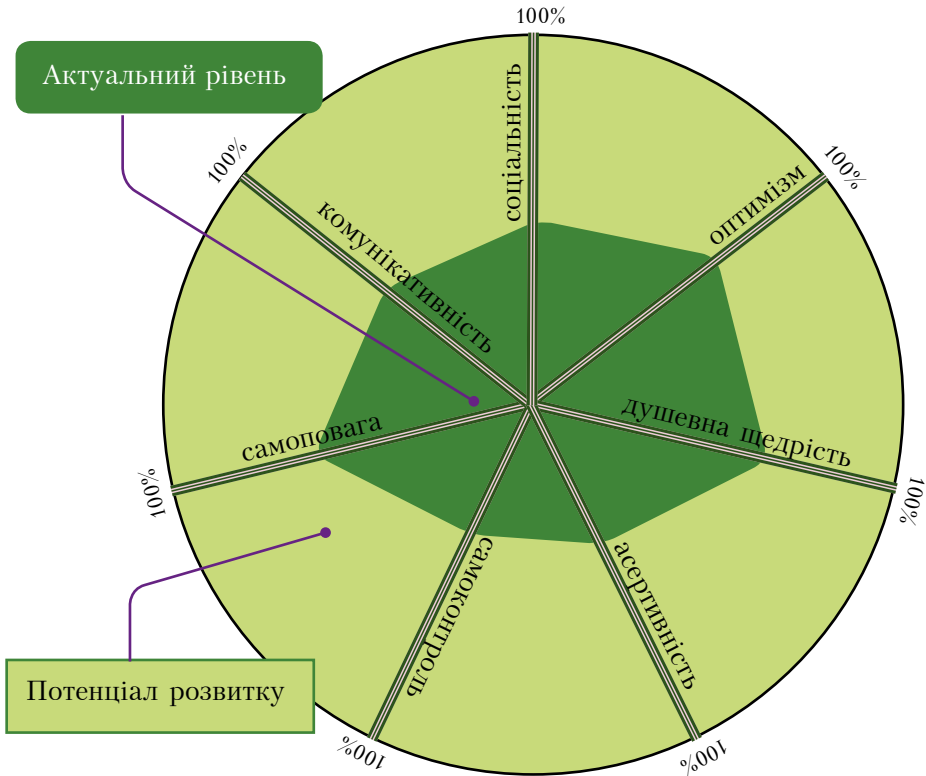 100%
Актуальний рівень
соціальність
100%
100%
оптимізм
комунікативність
душевна щедрість
самоповага
100%
100%
самоконтроль
асертивність
Потенціал розвитку
100%
100%